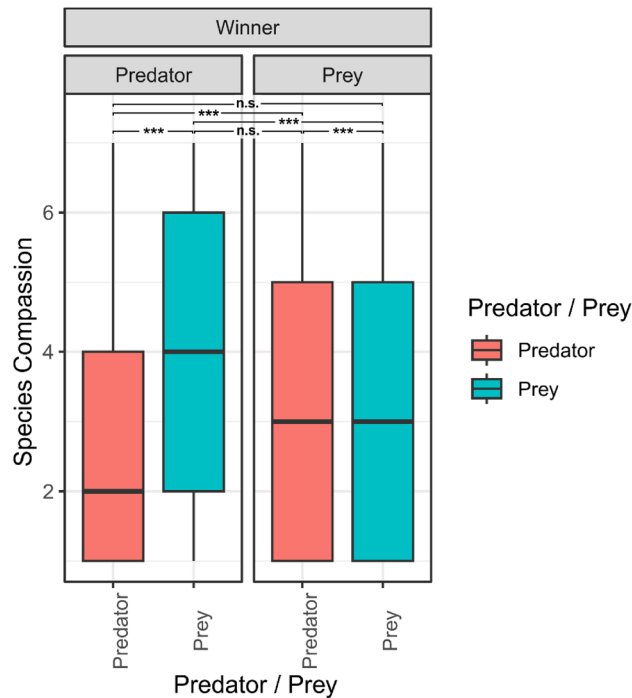 Winner
Predator Prey
n.s.
***
***
*** n.s. ***
6
4
2
Species Compassion
Predator Prey Predator Prey
Predator / Prey
Predator / Prey
Predator
Prey